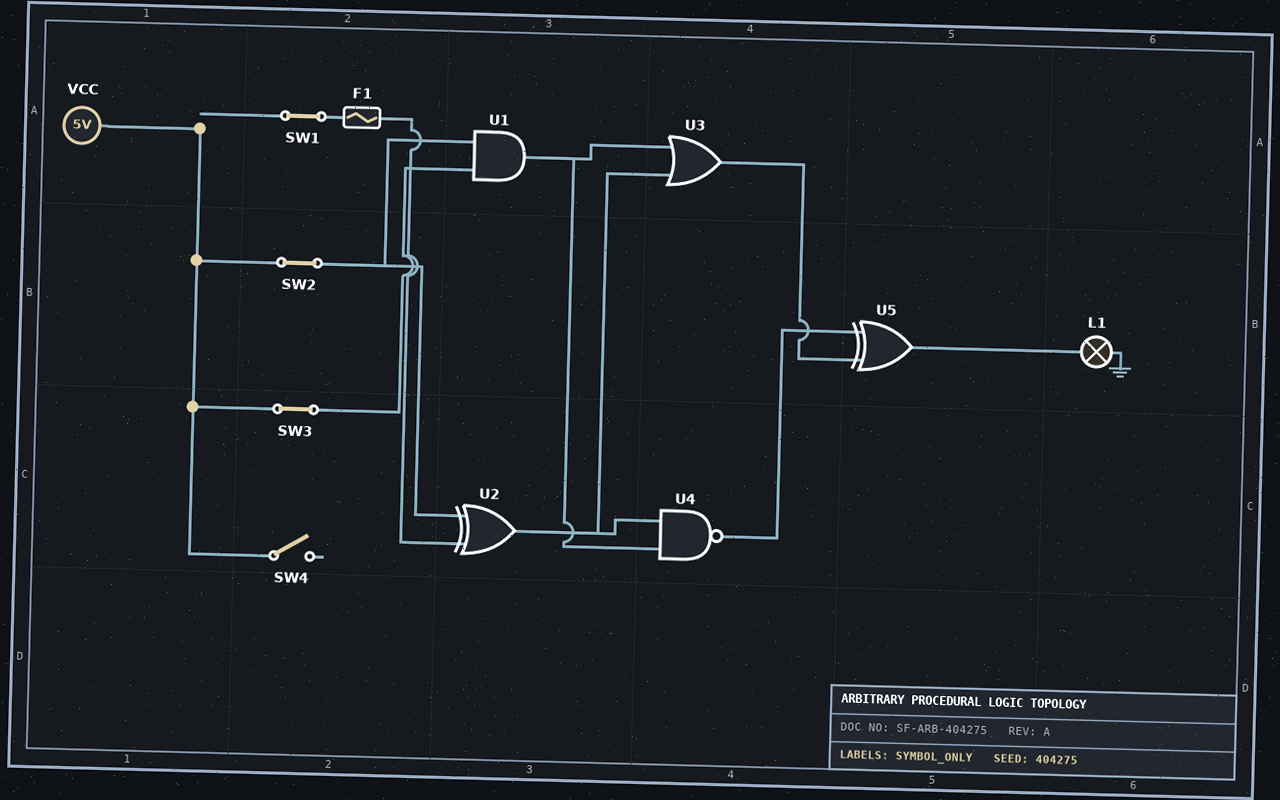 1 2 3 4 5 6
A A
VCC
5V
SW1
F1
U1
U3
B B
SW2
U5
L1
SW3
C C
U2
U4
SW4
D D
ARBITRARY PROCEDURAL LOGIC TOPOLOGY
DOC NO: SF-ARB-404275 REV: A
LABELS: SYMBOL_ONLY SEED: 404275
1 2 3 4 5 6